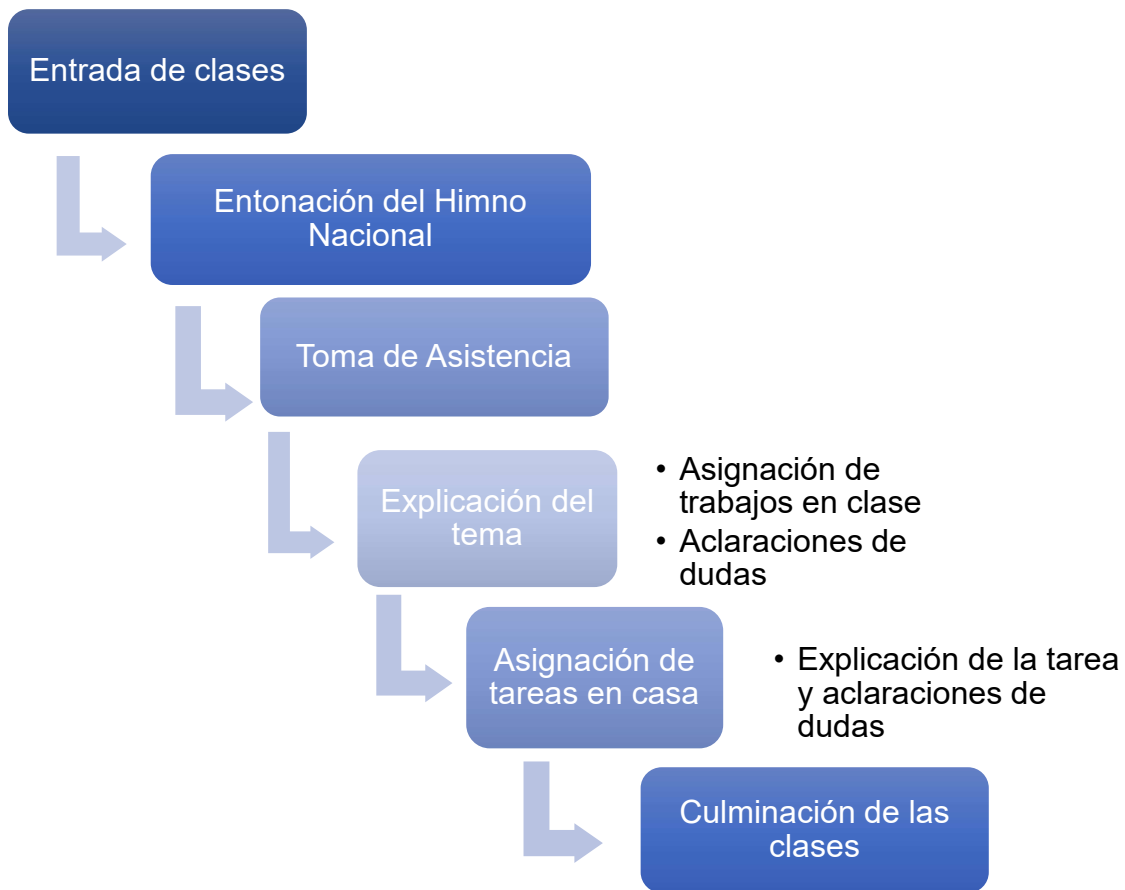 Entrada de clases
Entonación del Himno
Nacional
Toma de Asistencia
Explicación del
tema
• Asignación de
trabajos en clase
• Aclaraciones de
dudas
Asignación de
tareas en casa
• Explicación de la tarea
y aclaraciones de
dudas
Culminación de las
clases